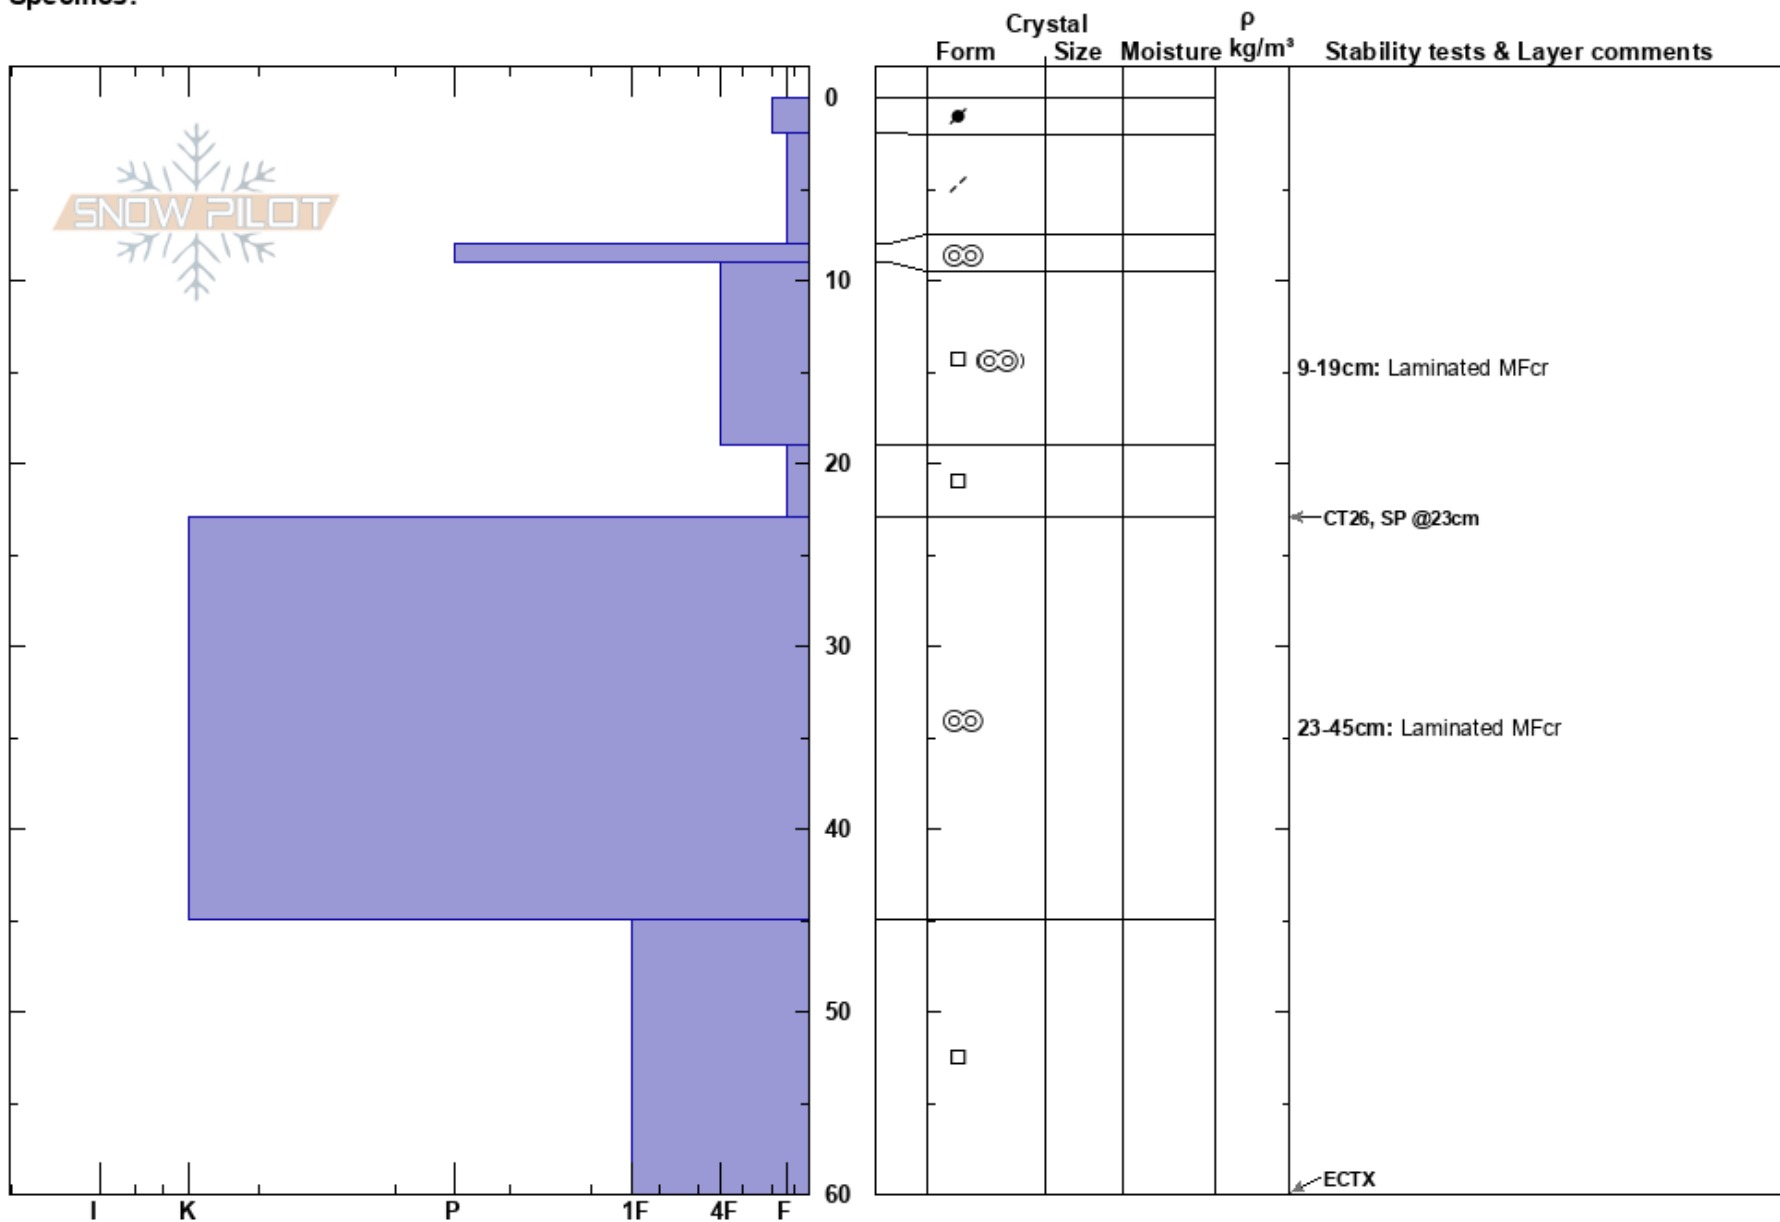 Specifics:
Crystal ρ
Form Size Moisture kg/m³ Stability tests & Layer comments
0
SNOW PILOT
10
9-19cm: Laminated MFcr
20
CT26, SP @23cm
30
23-45cm: Laminated MFcr
40
50
ECTX
60
I K P 1F 4F F